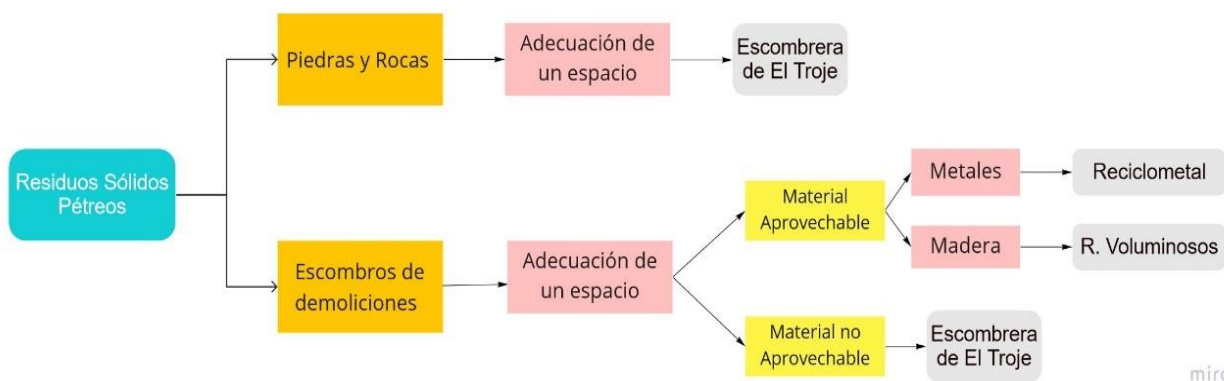 Residuos Sólidos
Pétreos
Piedras y Rocas
Adecuación de
un espacio
Escombrera
de El Troje
Escombros de
demoliciones
Adecuación de
un espacio
Material
Aprovechable
Metales
Reciclometal
Madera
R. Voluminosos
Material no
Aprovechable
Escombrera
de El Troje